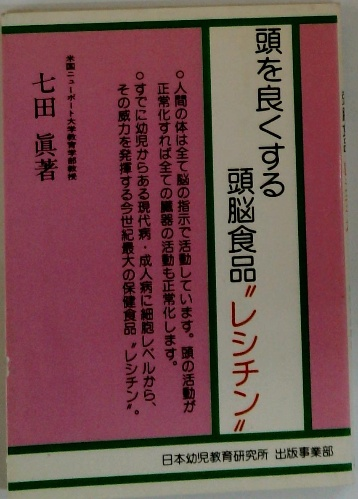 頭を良くする
頭脳食品〝レシチン〟
○人間の体は全て脳の指示で活動しています。頭の活動が
正常化すれば全ての臓器の活動も正常化します。
○すでに幼児からある現代病・成人病に細胞レベルから、
その威力を発揮する今世紀最大の保健食品〝レシチン〟。
米国ニューポート大学教育学部教授
七田 眞著
日本幼児教育研究所 出版事業部